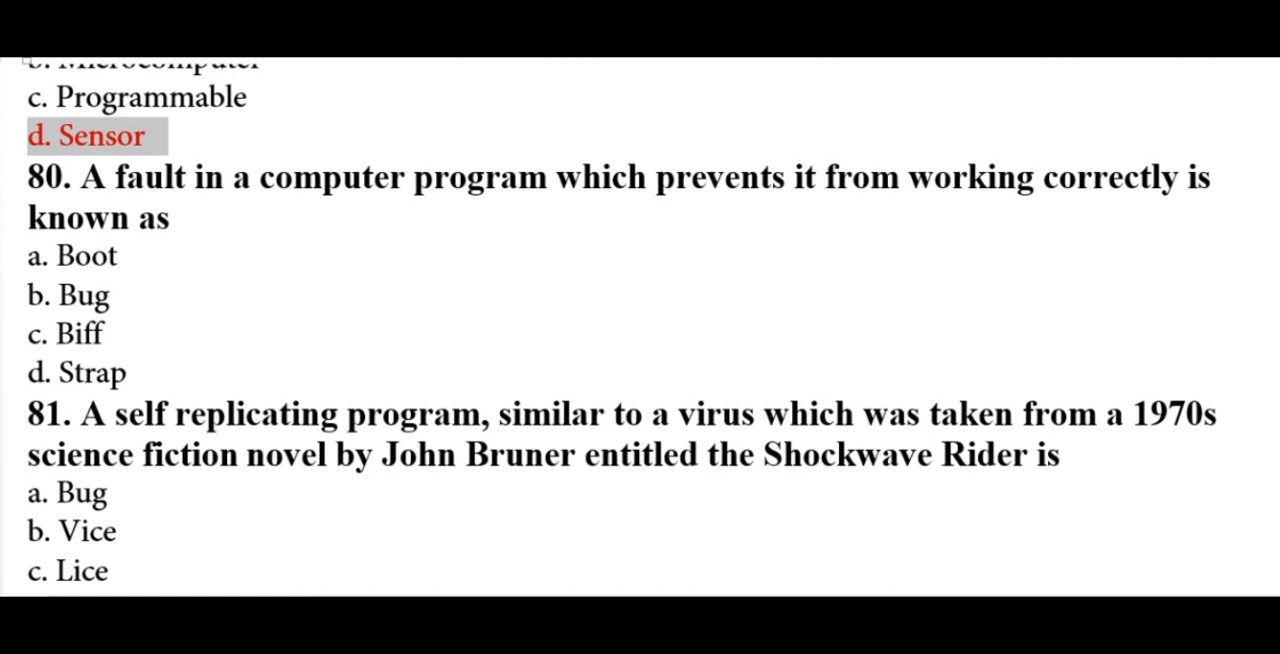 c. Programmable
d. Sensor
80. A fault in a computer program which prevents it from working correctly is
known as
a. Boot
b. Bug
c. Biff
d. Strap
81. A self replicating program, similar to a virus which was taken from a 1970s
science fiction novel by John Bruner entitled the Shockwave Rider is
a. Bug
b. Vice
c. Lice